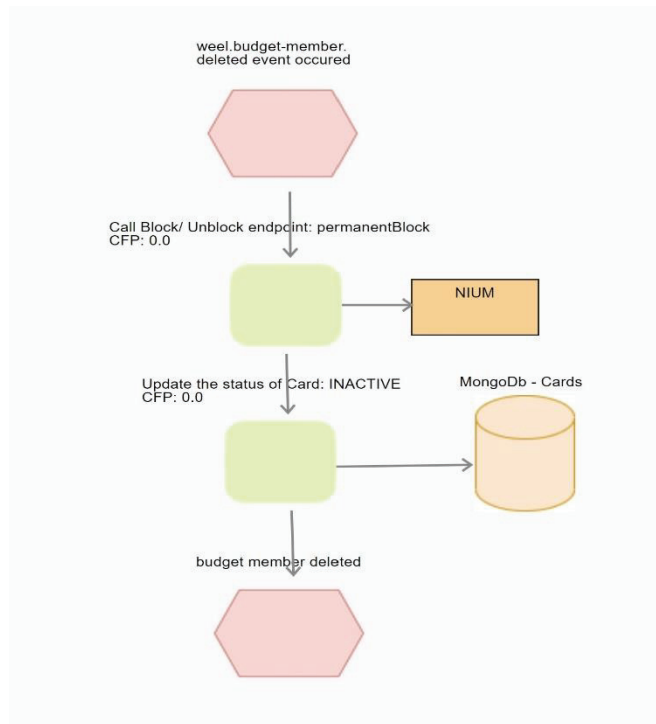 weel.budget-member.
deleted event occured
Call Block/ Unblock endpoint: permanentBlock
CFP: 0.0
NIUM
Update the status of Card: INACTIVE
CFP: 0.0
MongoDb - Cards
budget member deleted